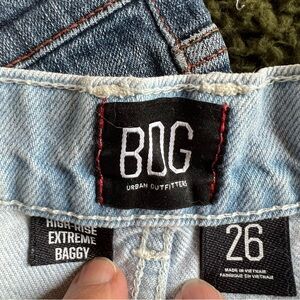 BDG
URBAN OUTFITTERS
HIGH-RISE
EXTREME
BAGGY
26
MADE IN VIETNAM
FABRIQUÉ EN VIETNAM